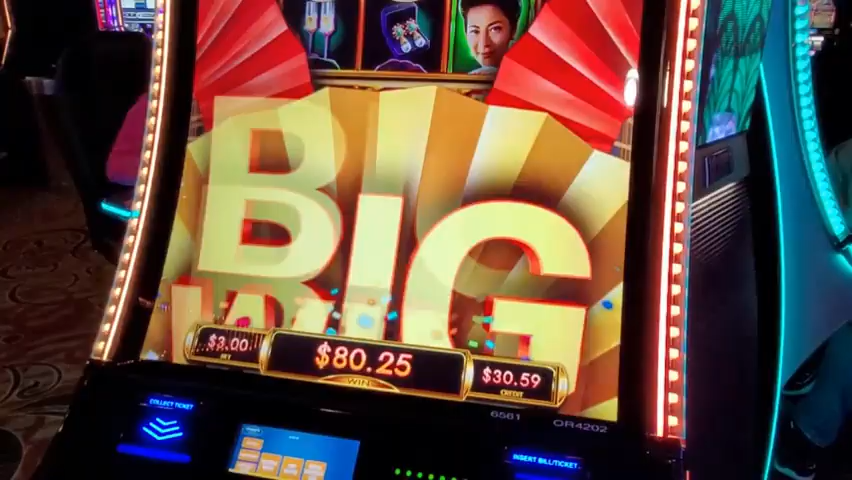 BIG
$3.00
BET
$80.25
WIN
$30.59
CREDIT
6561 OR4202
COLLECT TICKET
INSERT BILL/TICKET